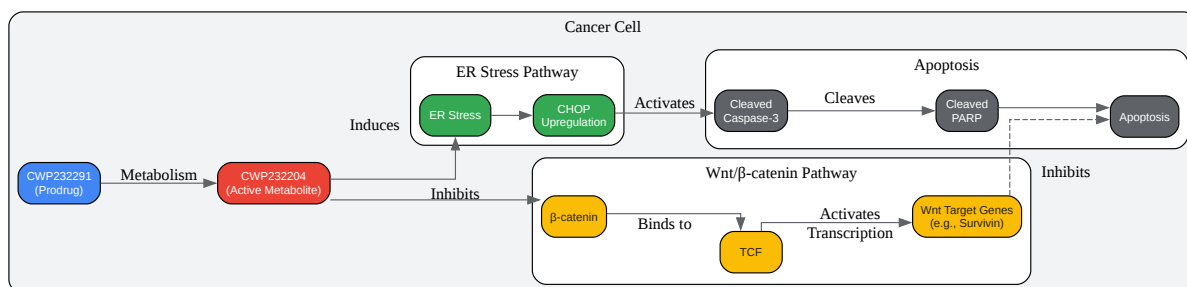 Cancer Cell
ER Stress Pathway
Apoptosis
ER Stress
CHOP
Upregulation
Activates
Cleaved
Caspase-3
Cleaves
Cleaved
PARP
Apoptosis
Induces
CWP232291
(Prodrug)
Metabolism
CWP232204
(Active Metabolite)
Inhibits
Wnt/β-catenin Pathway
Inhibits
β-catenin
Binds to
TCF
Activates
Transcription
Wnt Target Genes
(e.g., Survivin)